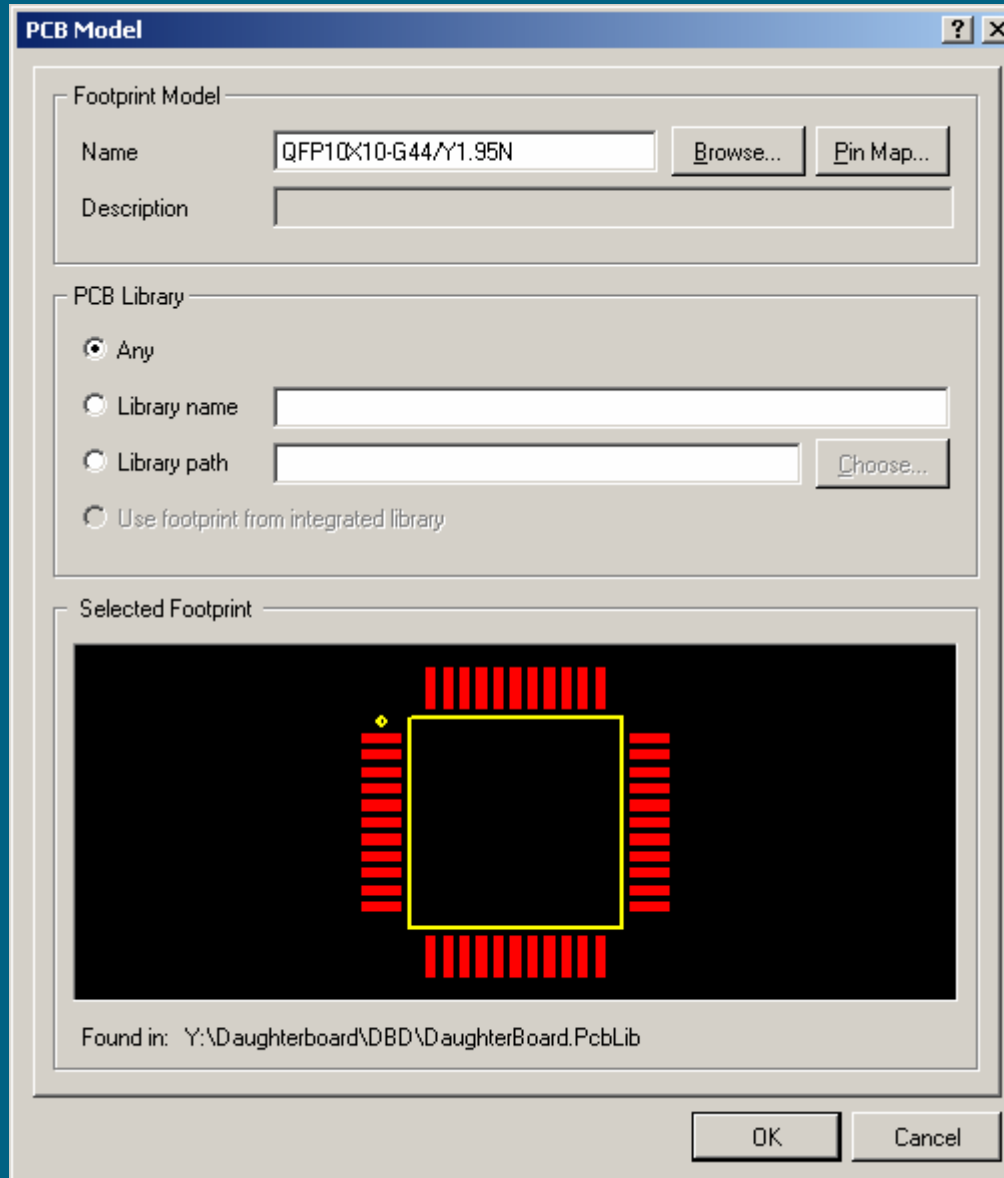 PCB Model
Footprint Model
Name QFP10X10-G44/Y1.95N Browse... Pin Map...
Description
PCB Library
Any
Library name
Library path Choose...
Use footprint from integrated library
Selected Footprint
Found in: Y:\Daughterboard\DBD\DaughterBoard.PcbLib
OK Cancel